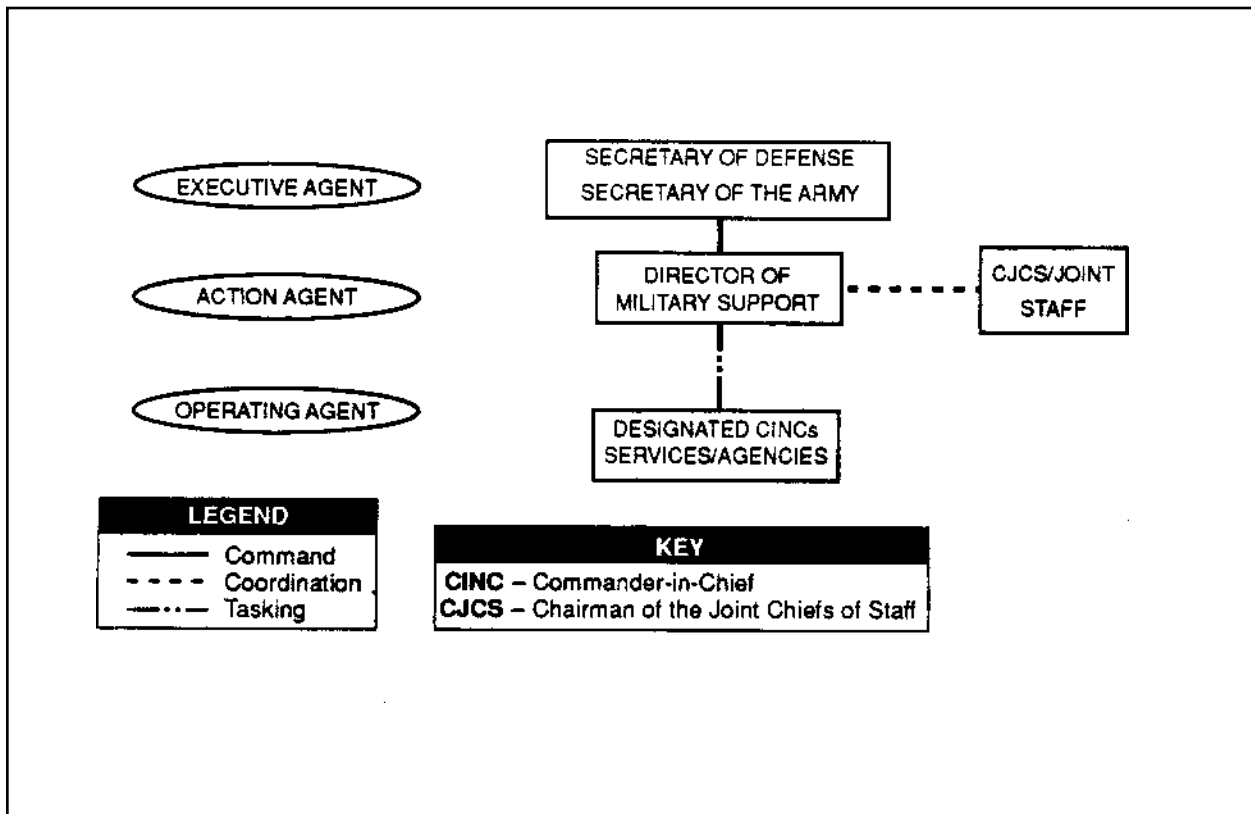 EXECUTIVE AGENT
SECRETARY OF DEFENSE
SECRETARY OF THE ARMY
ACTION AGENT
DIRECTOR OF
MILITARY SUPPORT
CJCS/JOINT
STAFF
OPERATING AGENT
DESIGNATED CINCs
SERVICES/AGENCIES
LEGEND
Command
Coordination
Tasking
KEY
CINC – Commander-in-Chief
CJCS – Chairman of the Joint Chiefs of Staff